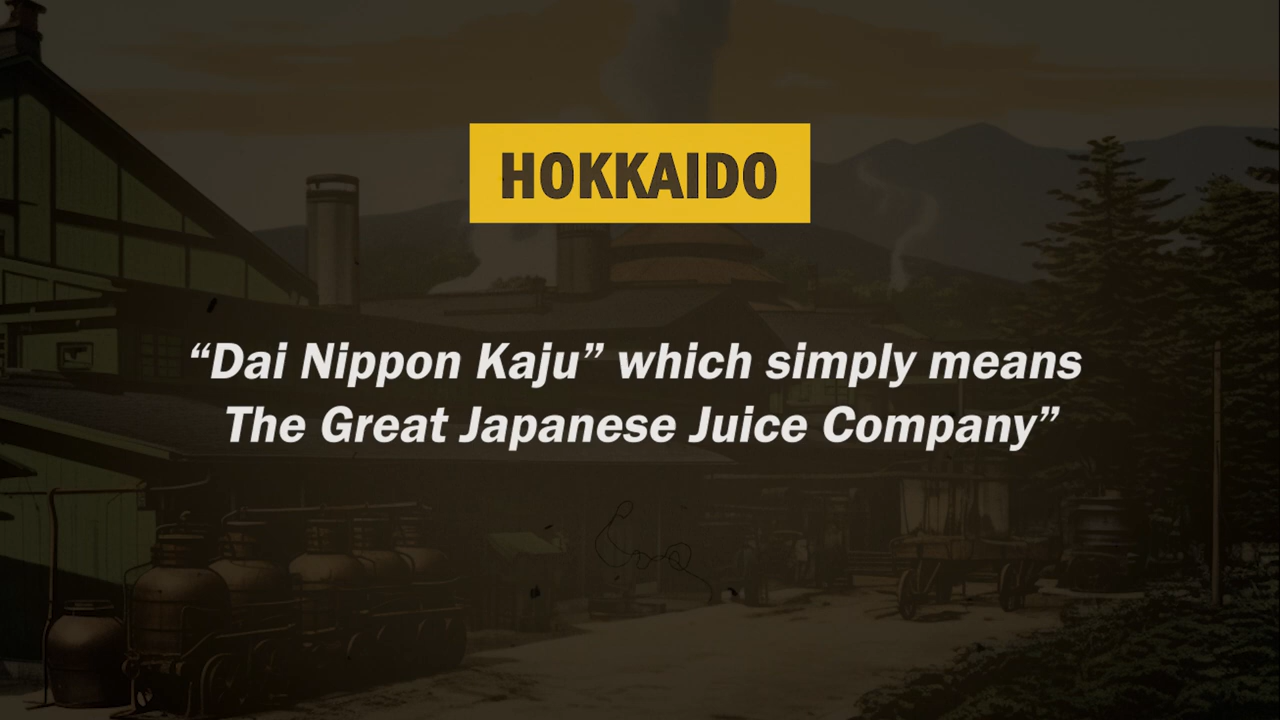 HOKKAIDO
“Dai Nippon Kaju” which simply means
The Great Japanese Juice Company”